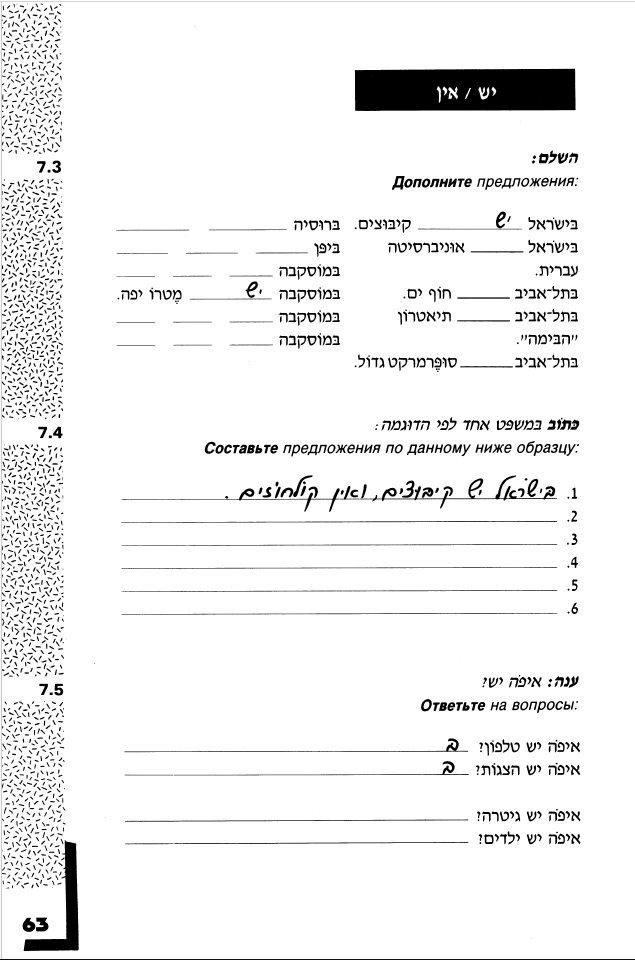 יש / אין
7.3
השלם:
Дополните предложения:
בישראל יש קיבוצים.
בישראל ______ אוניברסיטה
עברית.
בתל־אביב ______ חוף ים.
בתל־אביב ______ תיאטרון
"הבימה".
בתל־אביב ______ סוּפֶּרמרקט גדול.
ברוסיה ______ ______
ביפן ______ ______ ______
במוסקבה ______ ______ ______
במוסקבה יש מֶטרוֹ יפה.
במוסקבה ______ ______ ______
במוסקבה ______ ______ ______
7.4
כתוב במשפט אחד לפי הדוגמה:
Составьте предложения по данному ниже образцу:
1. בישראל יש קיבוצים, ואין קולחוזים.
2.
3.
4.
5.
6.
7.5
ענה: איפה יש?
Ответьте на вопросы:
איפה יש טלפון? ב
איפה יש הצגות? ב
איפה יש גיטרה?
איפה יש ילדים?
63